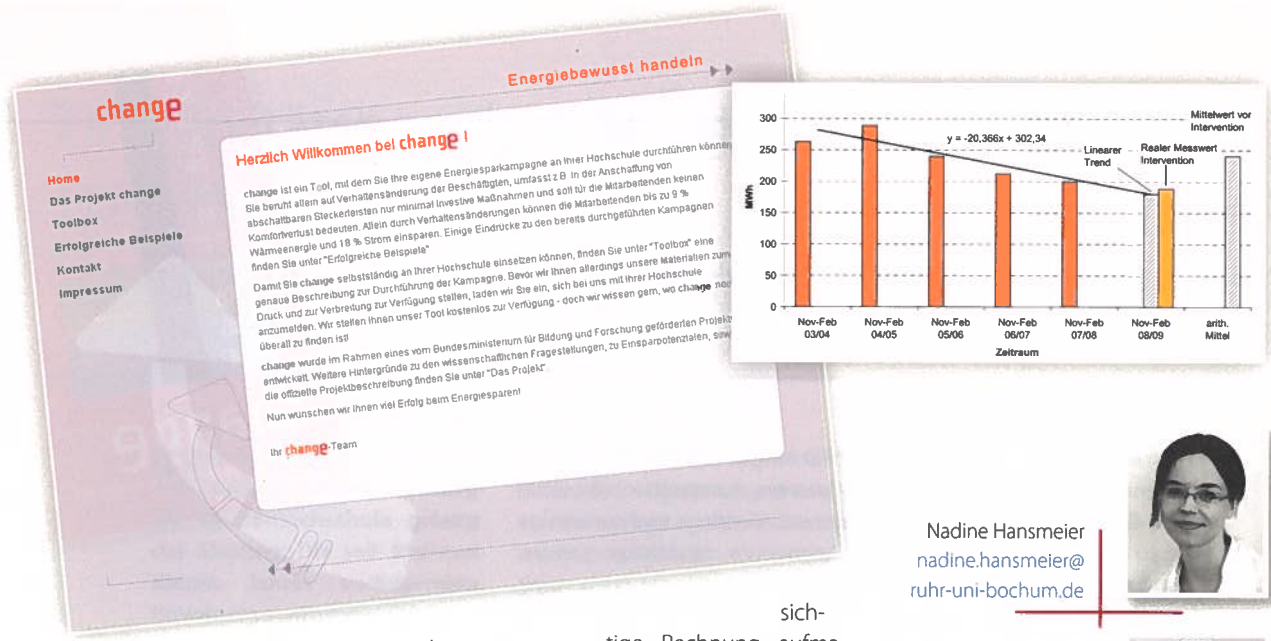 change
Energiebewusst handeln
Home
Das Projekt change
Toolbox
Erfolgreiche Beispiele
Kontakt
Impressum
Herzlich Willkommen bei change !
change ist ein Tool, mit dem Sie Ihre eigene Energiesparkampagne an Ihrer Hochschule durchführen können
Sie beruht allein auf Verhaltensänderung der Beschäftigten, umfasst z.B. in der Anschaffung von
abschaltbaren Steckerleisten nur minimal investive Maßnahmen und soll für die Mitarbeitenden keinen
Komfortverlust bedeuten. Allein durch Verhaltensänderungen können die Mitarbeitenden bis zu 9 %
Wärmeenergie und 18 % Strom einsparen. Einige Eindrücke zu den bereits durchgeführten Kampagnen
finden Sie unter "Erfolgreiche Beispiele"
Damit Sie change selbstständig an Ihrer Hochschule einsetzen können, finden Sie unter "Toolbox" eine
genaue Beschreibung zur Durchführung der Kampagne. Bevor wir Ihnen allerdings unsere Materialien zum
Druck und zur Verbreitung zur Verfügung stellen, laden wir Sie ein, sich bei uns mit Ihrer Hochschule
anzumelden. Wir stellen Ihnen unser Tool kostenlos zur Verfügung - doch wir wissen gern, wo change
überall zu finden ist!
change wurde im Rahmen eines vom Bundesministerium für Bildung und Forschung geförderten
entwickelt. Weitere Hintergründe zu den wissenschaftlichen Fragestellungen, zu Einsparpotenzialen,
die offizielle Projektbeschreibung finden Sie unter "Das Projekt".
Nun wünschen wir Ihnen viel Erfolg beim Energiesparen!
Ihr change-Team
300
250
200
150
100
50
0
MWh
y = -20,366x + 302,34
Linearer
Trend
Realer Messwert
Intervention
Mittelwert vor
Intervention
Nov-Feb
03/04
Nov-Feb
04/05
Nov-Feb
05/06
Nov-Feb
06/07
Nov-Feb
07/08
Nov-Feb
08/09
arith.
Mittel
Zeitraum
Nadine Hansmeier
nadine.hansmeier@
ruhr-uni-bochum.de
sich-